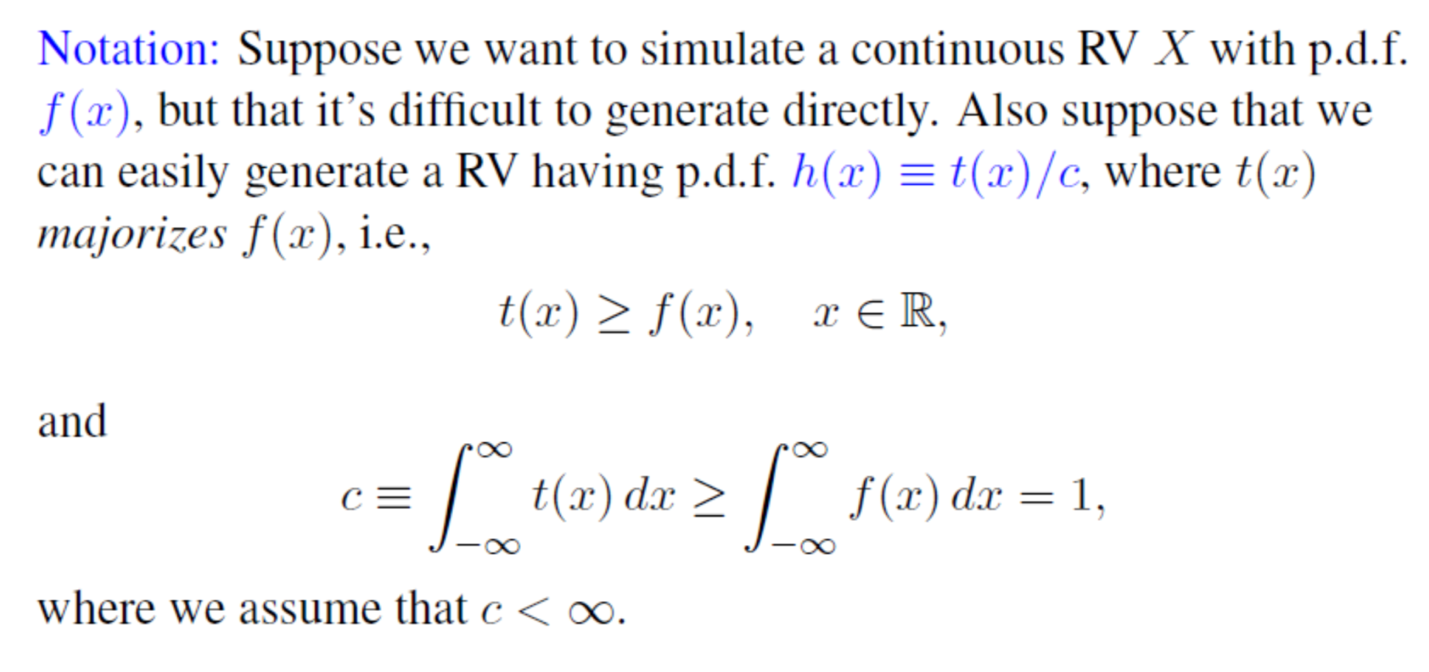 Notation: Suppose we want to simulate a continuous RV X with p.d.f.
f(x), but that it’s difficult to generate directly. Also suppose that we
can easily generate a RV having p.d.f. h(x) ≡ t(x)/c, where t(x)
majorizes f(x), i.e.,
t(x) ≥ f(x), x ∈ ℝ,
and
c ≡ ∫_{−∞}^{∞} t(x) dx ≥ ∫_{−∞}^{∞} f(x) dx = 1,
where we assume that c < ∞.